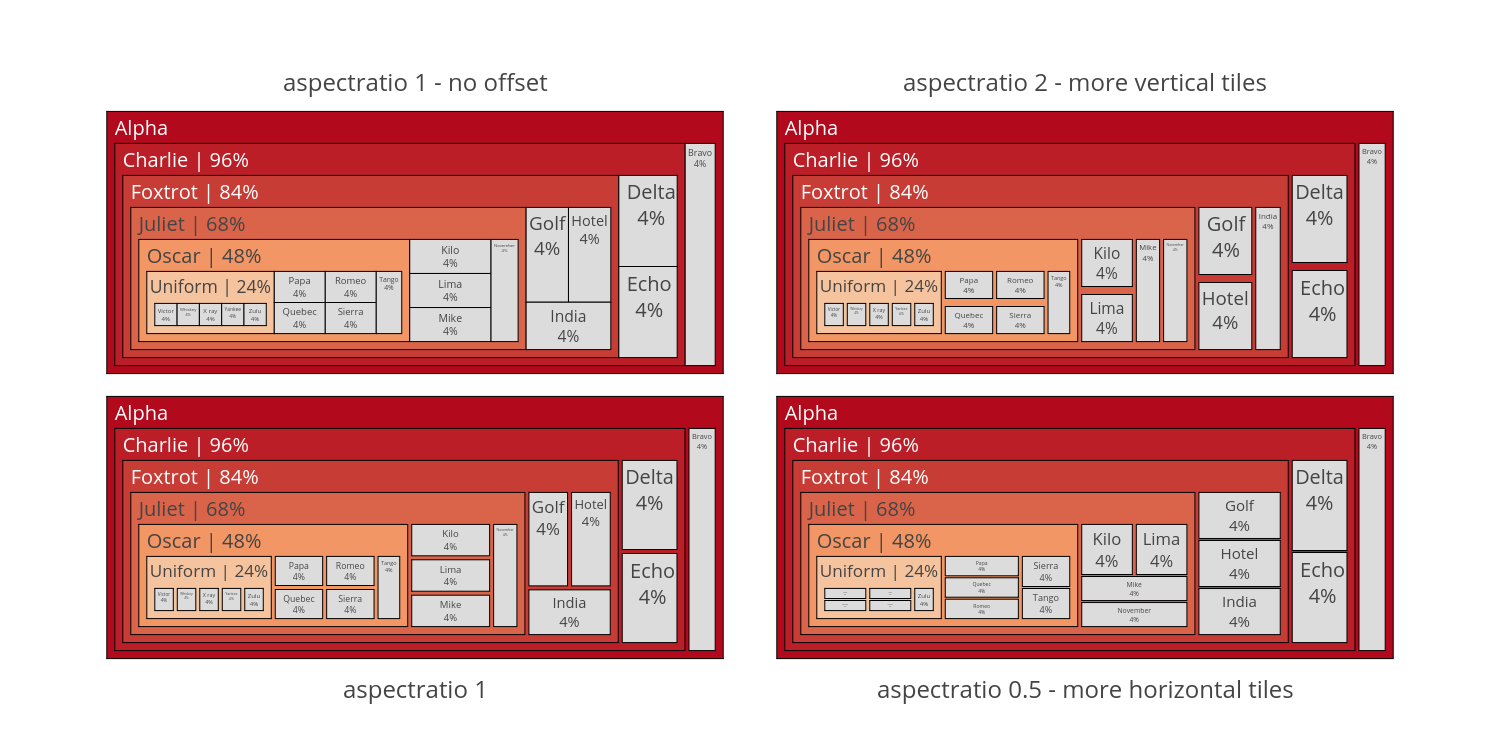 aspectratio 1 - no offset
Alpha
Charlie | 96%
Bravo
4%
Foxtrot | 84%
Delta
4%
Juliet | 68%
Golf
4%
Hotel
4%
Oscar | 48%
Kilo
4%
November
4%
Uniform | 24%
Papa
4%
Romeo
4%
Tango
4%
Lima
4%
Echo
4%
Victor
4%
Whiskey
4%
X ray
4%
Yankee
4%
Zulu
4%
Quebec
4%
Sierra
4%
Mike
4%
India
4%
aspectratio 2 - more vertical tiles
Alpha
Charlie | 96%
Bravo
4%
Foxtrot | 84%
Delta
4%
Juliet | 68%
Golf
4%
India
4%
Oscar | 48%
Kilo
4%
Mike
4%
November
4%
Uniform | 24%
Papa
4%
Romeo
4%
Tango
4%
Echo
4%
Hotel
4%
Lima
4%
Victor
4%
Whiskey
4%
X ray
4%
Yankee
4%
Zulu
4%
Quebec
4%
Sierra
4%
Alpha
Charlie | 96%
Bravo
4%
Foxtrot | 84%
Delta
4%
Juliet | 68%
Golf
4%
Hotel
4%
Oscar | 48%
Kilo
4%
November
4%
Uniform | 24%
Papa
4%
Romeo
4%
Tango
4%
Lima
4%
Echo
4%
Victor
4%
Whiskey
4%
X ray
4%
Yankee
4%
Zulu
4%
Quebec
4%
Sierra
4%
Mike
4%
India
4%
aspectratio 1
Alpha
Charlie | 96%
Bravo
4%
Foxtrot | 84%
Delta
4%
Juliet | 68%
Golf
4%
Oscar | 48%
Kilo
4%
Lima
4%
Hotel
4%
Uniform | 24%
Papa
4%
Sierra
4%
Echo
4%
Quebec
4%
Mike
4%
Zulu
4%
Romeo
4%
Tango
4%
November
4%
India
4%
aspectratio 0.5 - more horizontal tiles